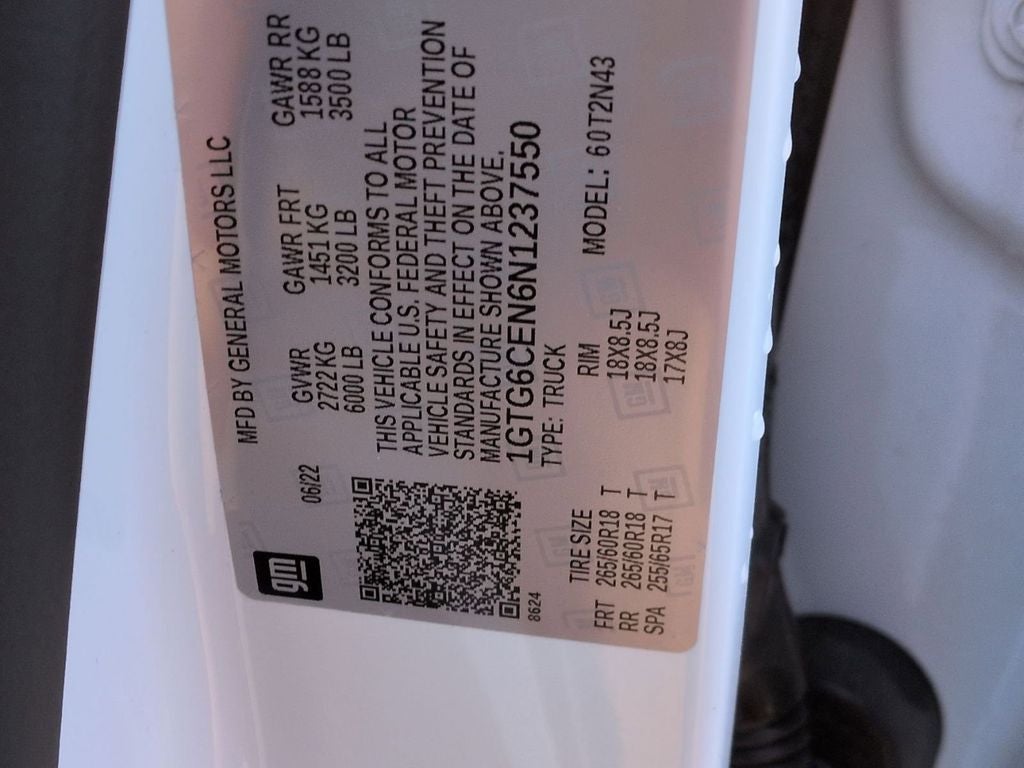 gm
MFD BY GENERAL MOTORS LLC
06/22
GVWR GAWR FRT GAWR RR
2722 KG 1451 KG 1588 KG
6000 LB 3200 LB 3500 LB
THIS VEHICLE CONFORMS TO ALL
APPLICABLE U.S. FEDERAL MOTOR
VEHICLE SAFETY AND THEFT PREVENTION
STANDARDS IN EFFECT ON THE DATE OF
MANUFACTURE SHOWN ABOVE.
1GTG6CEN6N1237550
TYPE: TRUCK
8624
MODEL: 60T2N43
TIRE SIZE RIM
FRT 265/60R18 T 18X8.5J
RR 265/60R18 T 18X8.5J
SPA 255/65R17 T 17X8J